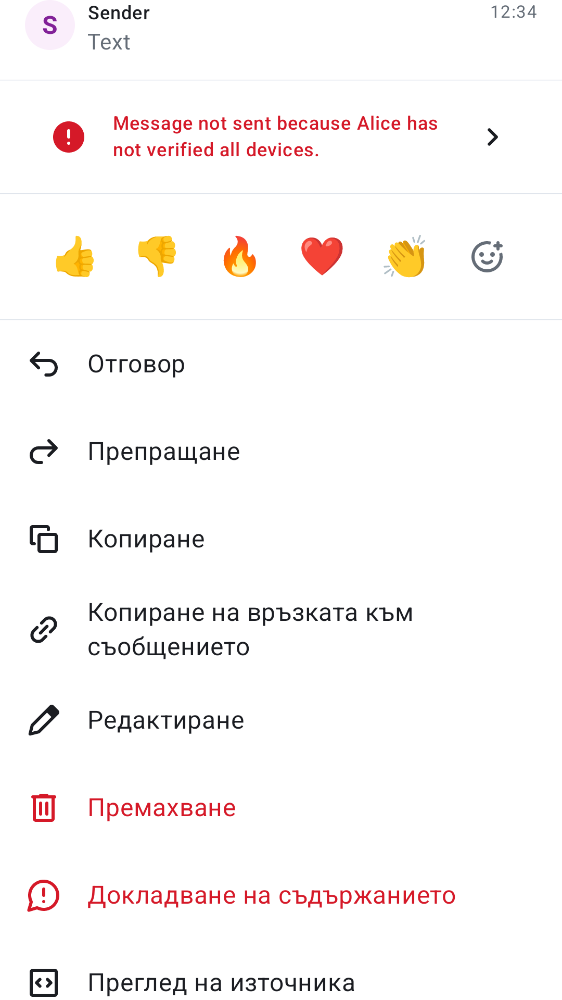 S
Sender
12:34
Text
Message not sent because Alice has
not verified all devices.
Отговор
Препращане
Копиране
Копиране на връзката към
съобщението
Редактиране
Премахване
Докладване на съдържанието
Преглед на източника